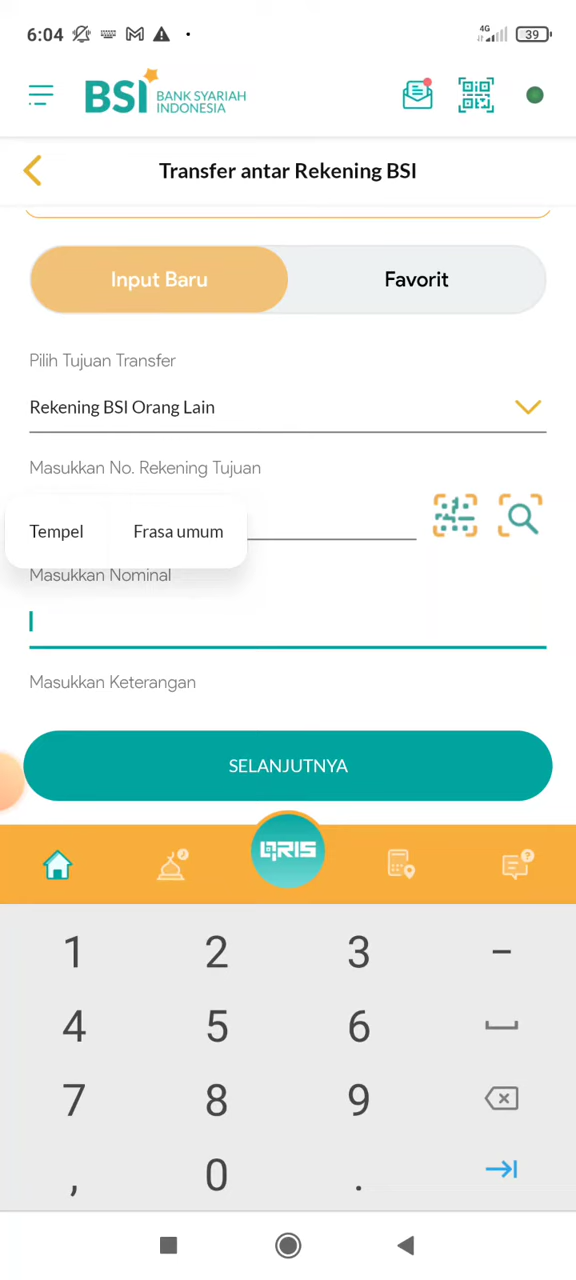 6:04
4G
39
BSI BANK SYARIAH INDONESIA
Transfer antar Rekening BSI
Input Baru
Favorit
Pilih Tujuan Transfer
Rekening BSI Orang Lain
Masukkan No. Rekening Tujuan
Tempel
Frasa umum
Masukkan Nominal
Masukkan Keterangan
SELANJUTNYA
QRIS
1 2 3 -
4 5 6
7 8 9
, 0 .